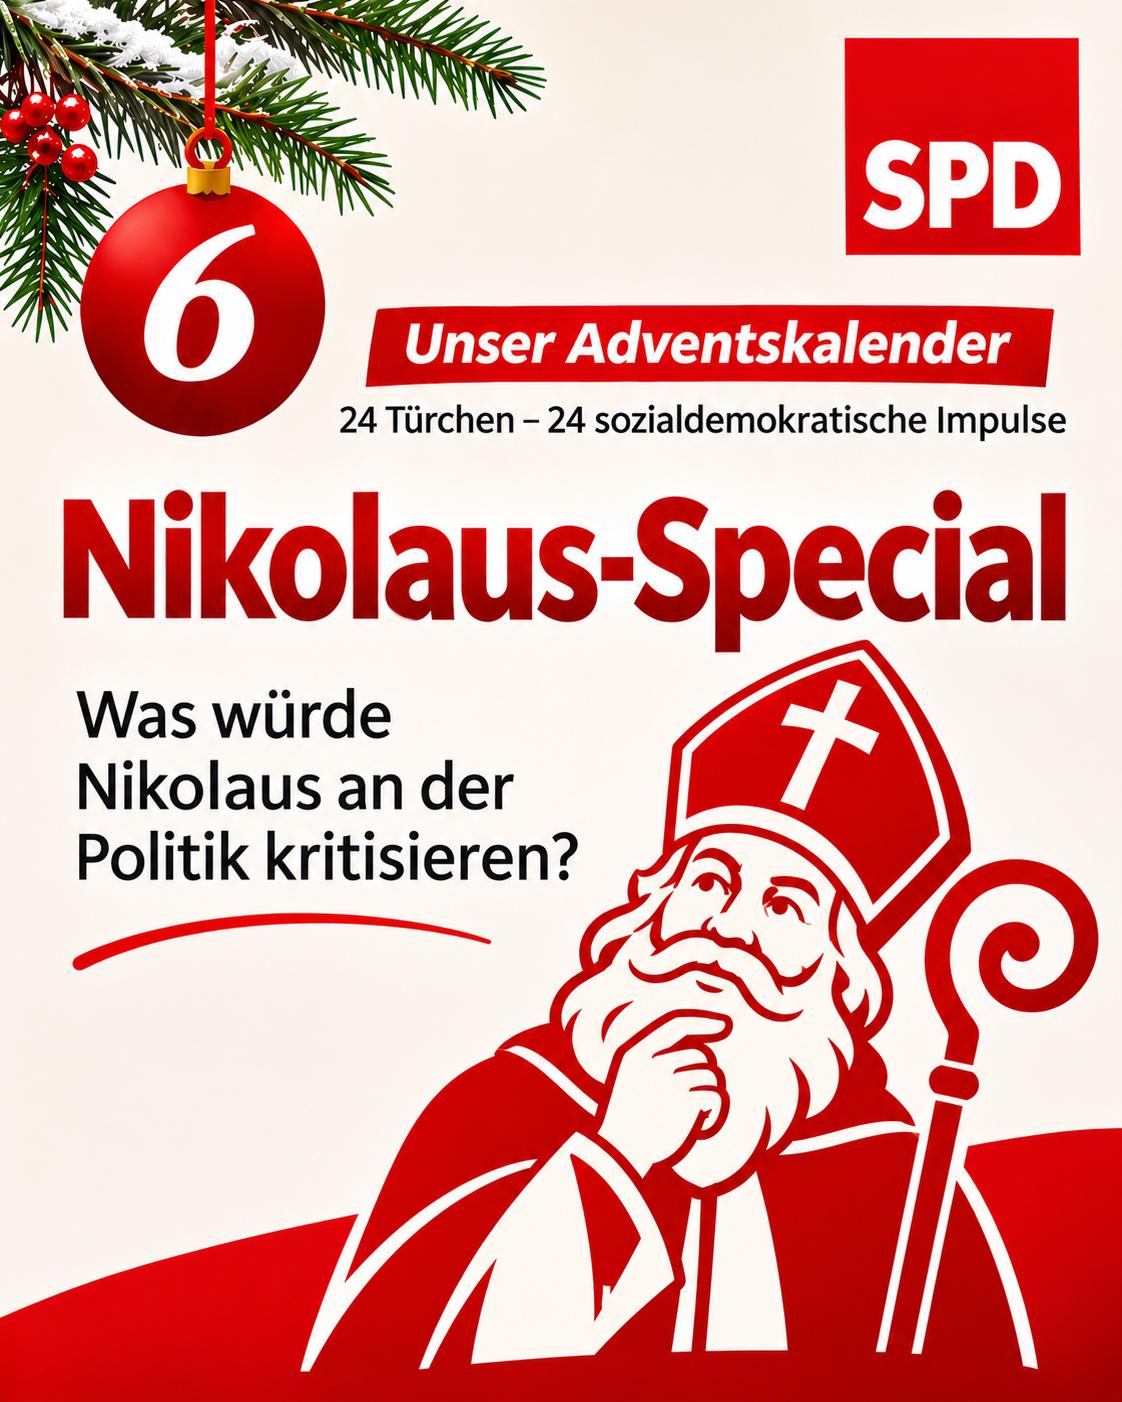 SPD
6
Unser Adventskalender
24 Türchen – 24 sozialdemokratische Impulse
Nikolaus-Special
Was würde
Nikolaus an der
Politik kritisieren?